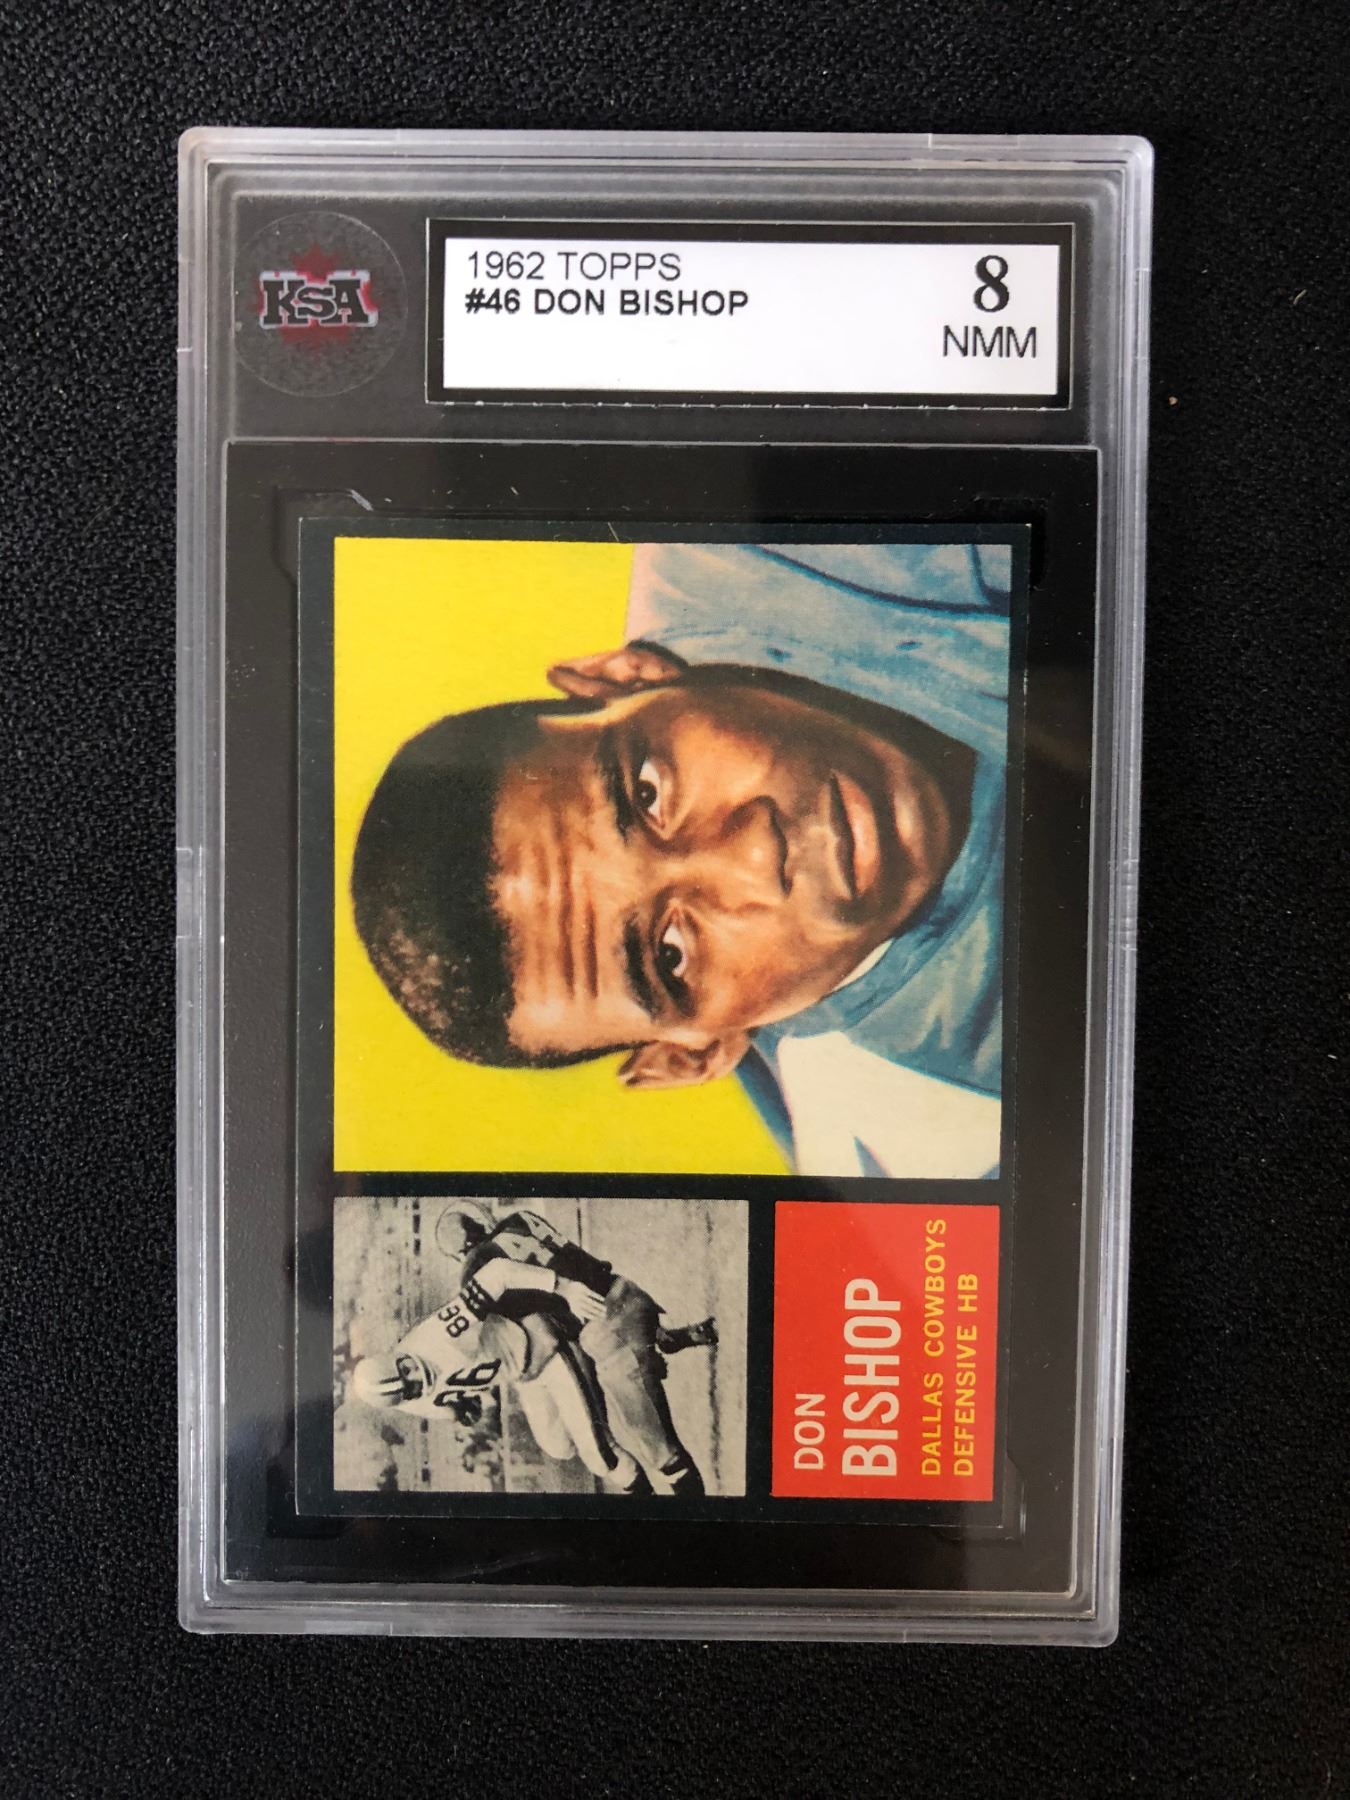 KSA
1962 TOPPS
#46 DON BISHOP
8
NMM
DON
BISHOP
DALLAS COWBOYS
DEFENSIVE HB